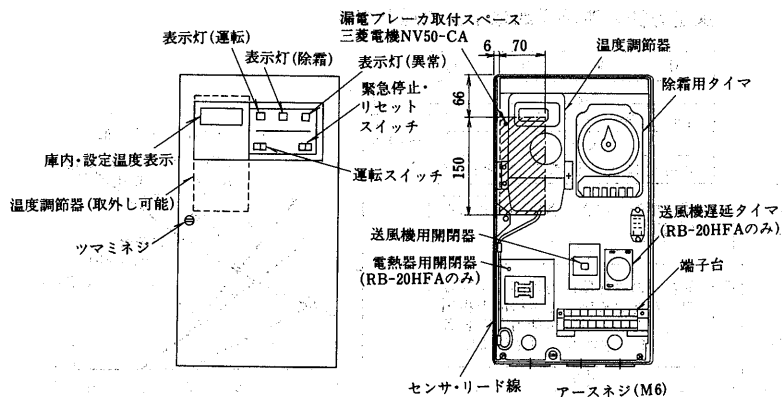 漏電ブレーカ取付スペース
三菱電機NV50-CA
表示灯(運転)
表示灯(除霜)
表示灯(異常)
緊急停止・
リセット
スイッチ
庫内・設定温度表示
運転スイッチ
温度調節器(取外し可能)
ツマミネジ
6
70
66
150
温度調節器
除霜用タイマ
送風機用開閉器
電熱器用開閉器
(RB-20HFAのみ)
送風機遅延タイマ
(RB-20HFAのみ)
端子台
センサ・リード線
アースネジ(M6)